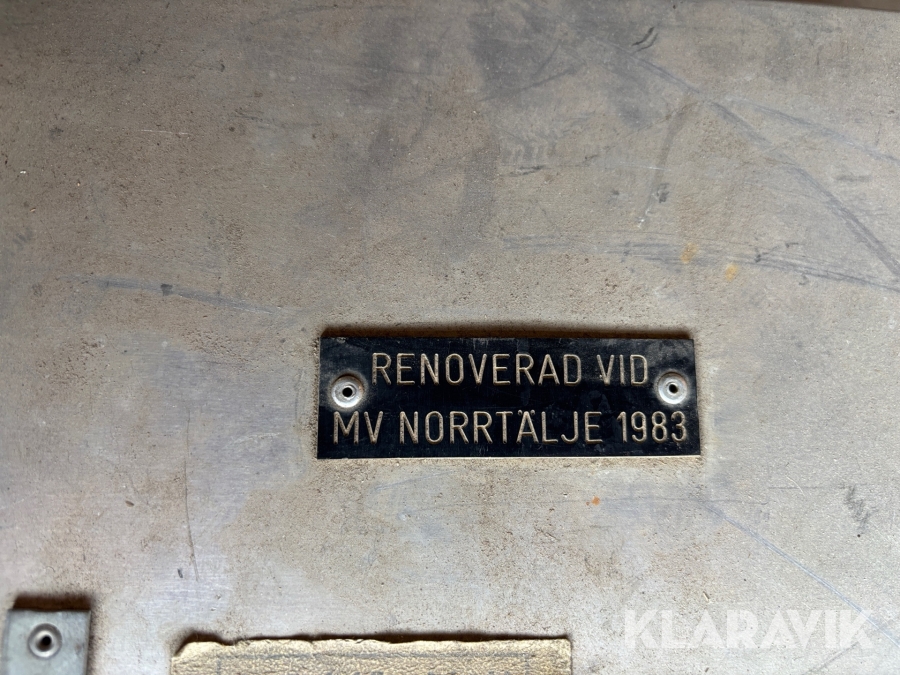 RENOVERAD VID
MV NORRTÄLJE 1983
KLARAVIK